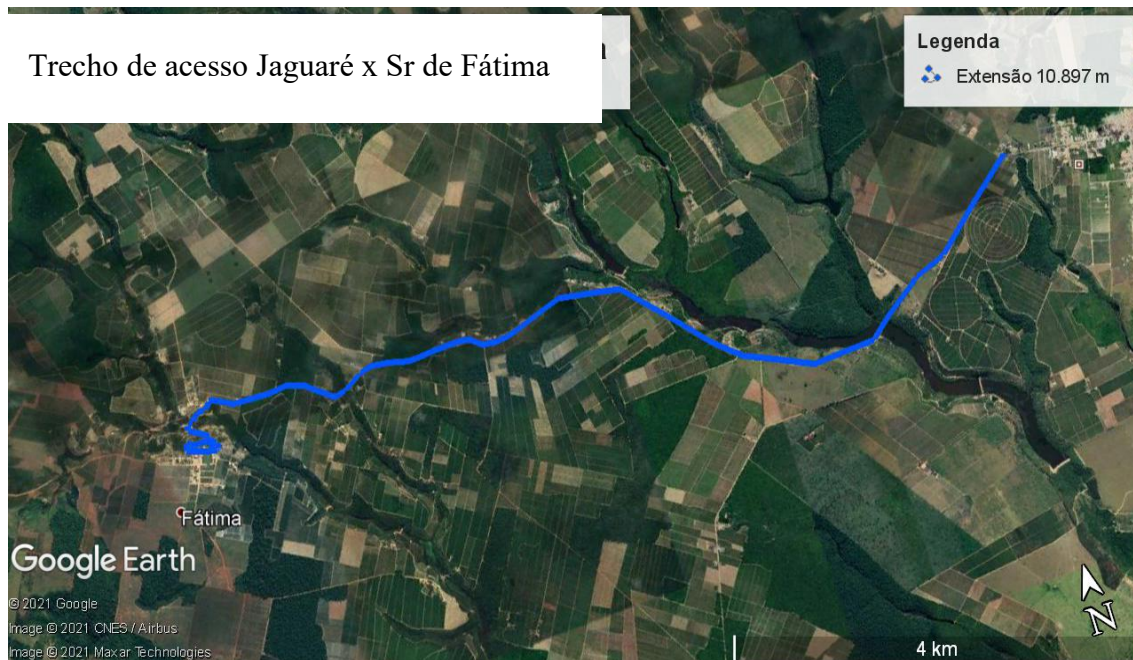 Trecho de acesso Jaguaré x Sr de Fátima
Legenda
Extensão 10.897 m
Fátima
Google Earth
© 2021 Google
Image © 2021 CNES / Airbus
Image © 2021 Maxar Technologies
4 km
N